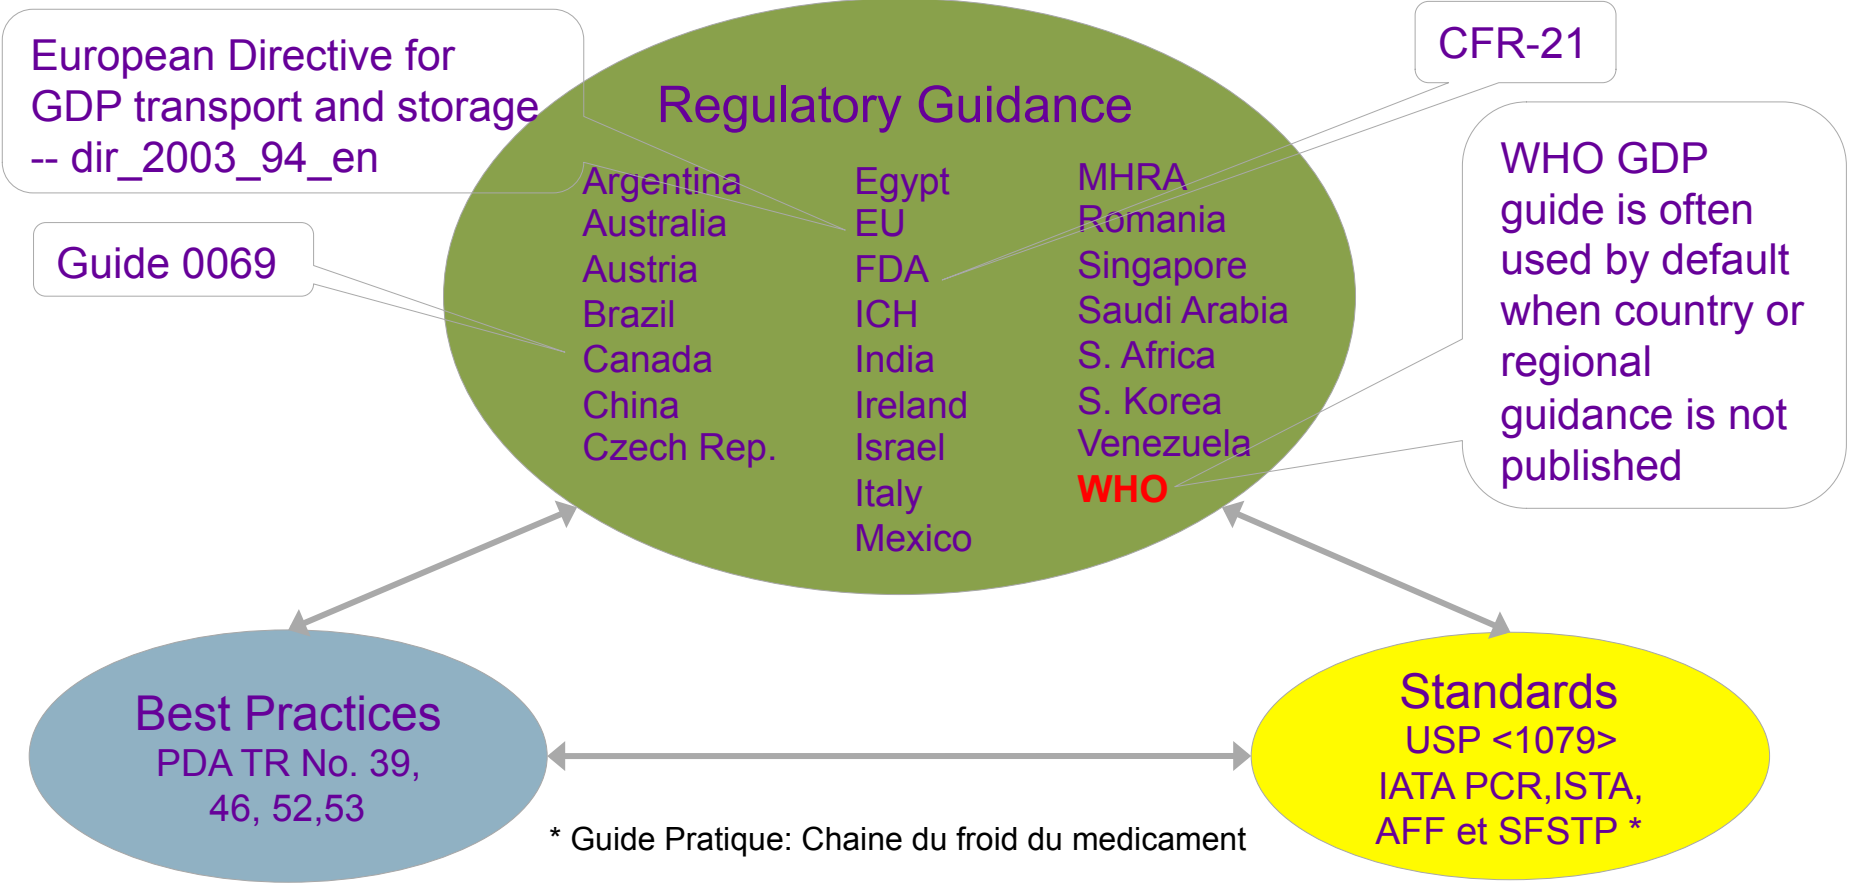 European Directive for
GDP transport and storage
-- dir_2003_94_en
Guide 0069
CFR-21
WHO GDP
guide is often
used by default
when country or
regional
guidance is not
published
Regulatory Guidance
Argentina
Australia
Austria
Brazil
Canada
China
Czech Rep.
Egypt
EU
FDA
ICH
India
Ireland
Israel
Italy
Mexico
MHRA
Romania
Singapore
Saudi Arabia
S. Africa
S. Korea
Venezuela
WHO
Best Practices
PDA TR No. 39,
46, 52,53
Standards
USP <1079>
IATA PCR,ISTA,
AFF et SFSTP *
* Guide Pratique: Chaine du froid du medicament